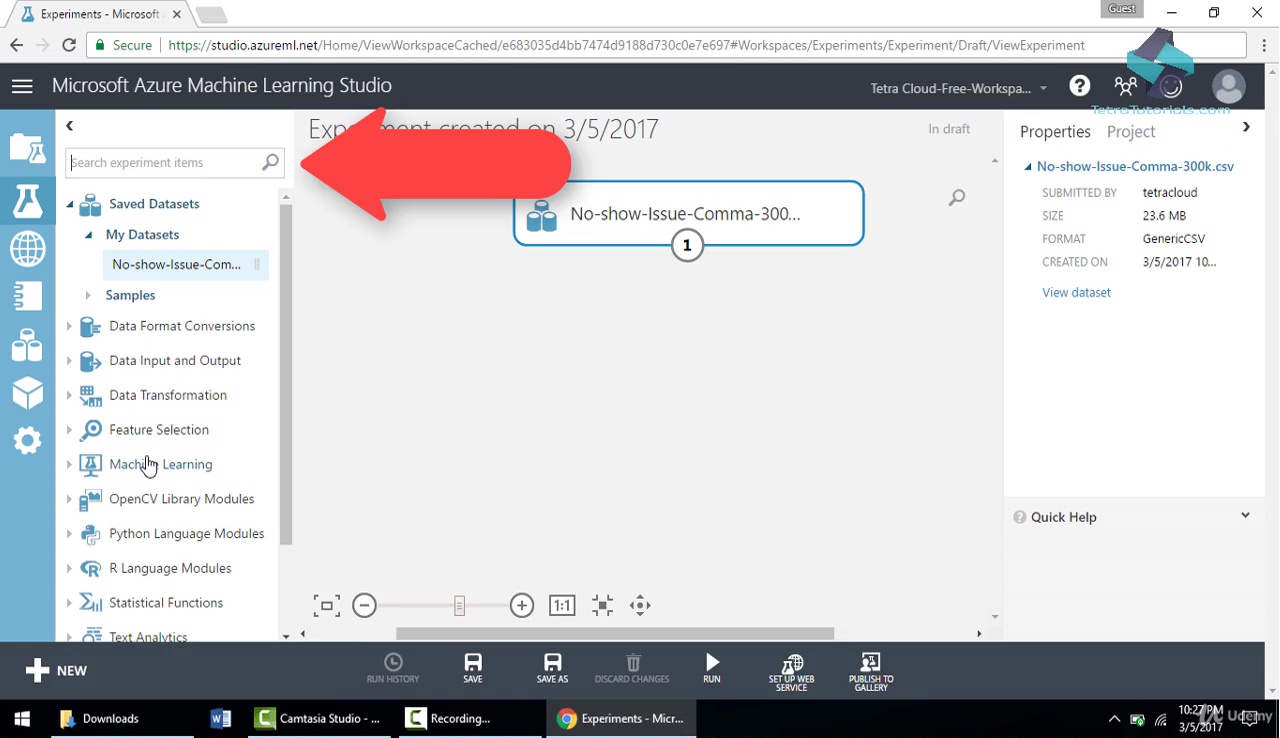 Experiments - Microsoft
Guest
Secure
https://studio.azureml.net/Home/ViewWorkspaceCached/e683035d4bb7474d9188d730c0e7e697#Workspaces/Experiments/Experiment/Draft/ViewExperiment
Microsoft Azure Machine Learning Studio
Tetra Cloud-Free-Workspa...
TetraTutorials.com
Search experiment items
Saved Datasets
My Datasets
No-show-Issue-Com...
Samples
Data Format Conversions
Data Input and Output
Data Transformation
Feature Selection
Machine Learning
OpenCV Library Modules
Python Language Modules
R Language Modules
Statistical Functions
Text Analytics
Experiment created on 3/5/2017
In draft
No-show-Issue-Comma-300...
1
1:1
Properties
Project
No-show-Issue-Comma-300k.csv
SUBMITTED BY tetracloud
SIZE 23.6 MB
FORMAT GenericCSV
CREATED ON 3/5/2017 10...
View dataset
Quick Help
NEW
RUN HISTORY
SAVE
SAVE AS
DISCARD CHANGES
RUN
SET UP WEB
SERVICE
PUBLISH TO
GALLERY
Downloads
Camtasia Studio - ...
Recording...
Experiments - Micr...
10:27 PM
3/5/2017
Udemy